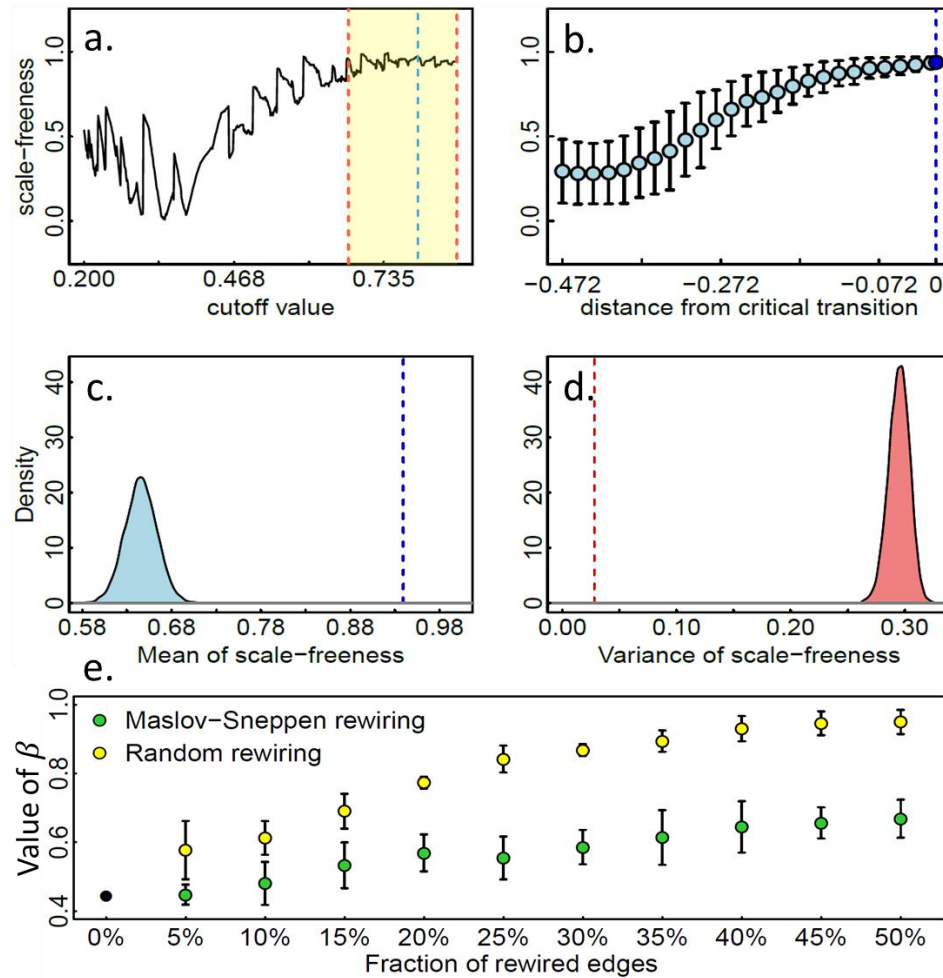 a.
scale−freeness
1.0
0.5
0.0
0.200 0.468 0.735
cutoff value
b.
1.0
0.5
0.0
−0.472 −0.272 −0.072 0
distance from critical transition
c.
Density
40
30
20
10
0
0.58 0.68 0.78 0.88 0.98
Mean of scale−freeness
d.
40
30
20
10
0
0.00 0.10 0.20 0.30
Variance of scale−freeness
e.
Value of β
1.0
0.8
0.6
0.4
Maslov−Sneppen rewiring
Random rewiring
0% 5% 10% 15% 20% 25% 30% 35% 40% 45% 50%
Fraction of rewired edges